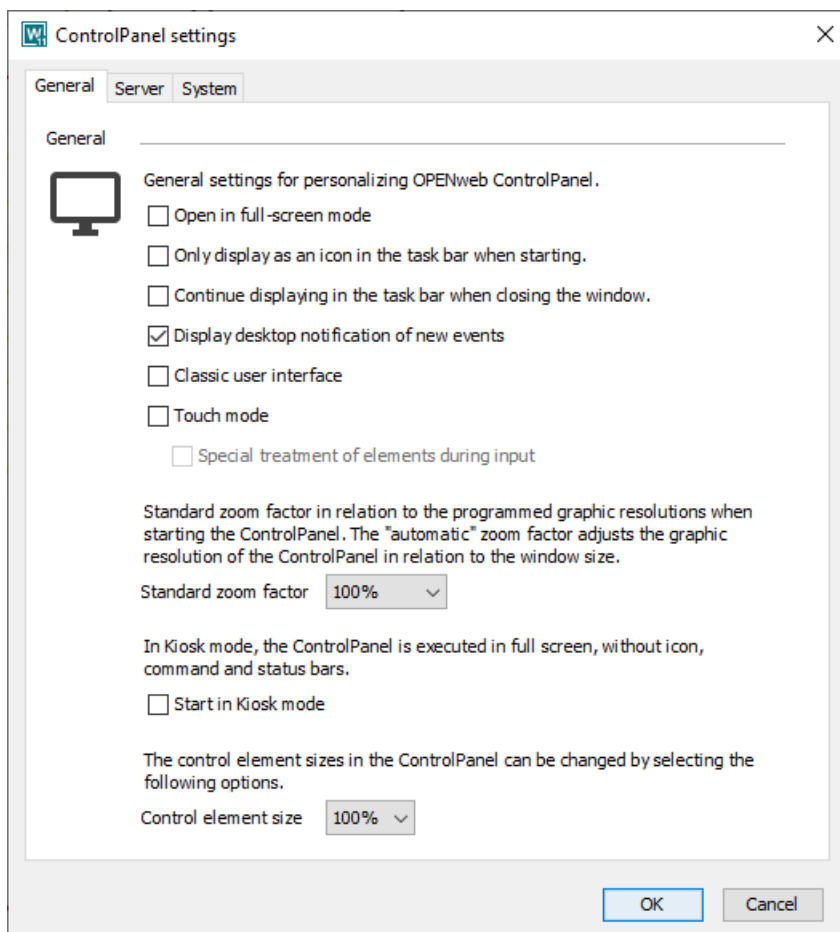 ControlPanel settings
General Server System
General
General settings for personalizing OPENweb ControlPanel.
Open in full-screen mode
Only display as an icon in the task bar when starting.
Continue displaying in the task bar when closing the window.
Display desktop notification of new events
Classic user interface
Touch mode
Special treatment of elements during input
Standard zoom factor in relation to the programmed graphic resolutions when
starting the ControlPanel. The "automatic" zoom factor adjusts the graphic
resolution of the ControlPanel in relation to the window size.
Standard zoom factor 100%
In Kiosk mode, the ControlPanel is executed in full screen, without icon,
command and status bars.
Start in Kiosk mode
The control element sizes in the ControlPanel can be changed by selecting the
following options.
Control element size 100%
OK Cancel